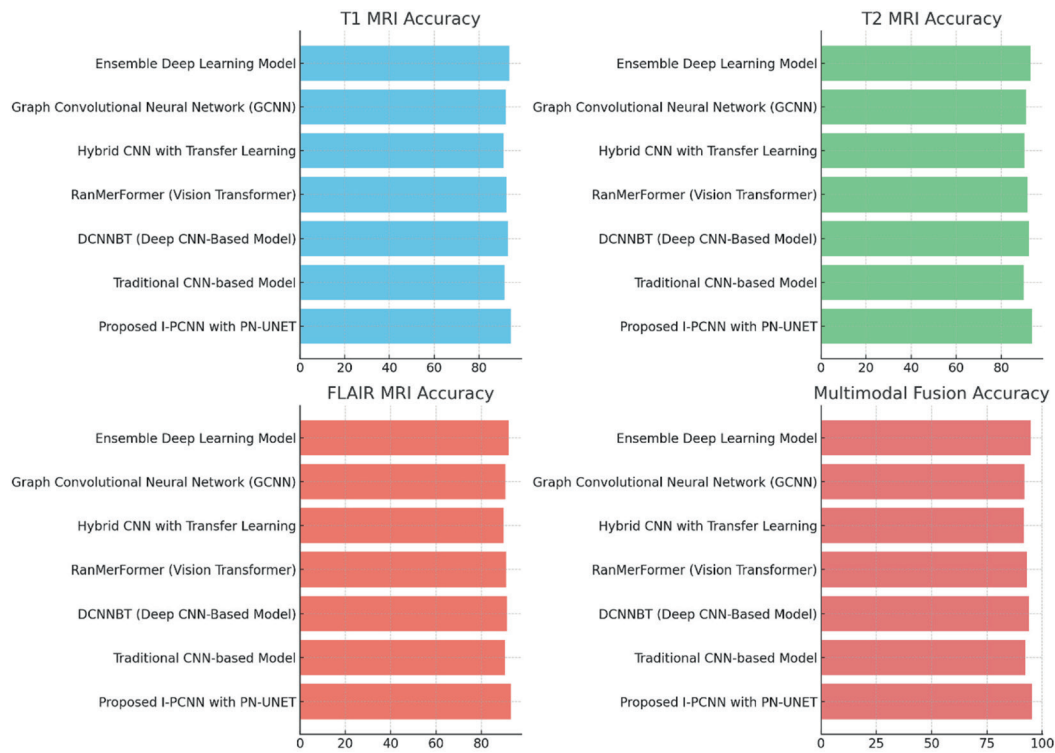 T1 MRI Accuracy
Ensemble Deep Learning Model
Graph Convolutional Neural Network (GCNN)
Hybrid CNN with Transfer Learning
RanMerFormer (Vision Transformer)
DCNNBT (Deep CNN-Based Model)
Traditional CNN-based Model
Proposed I-PCNN with PN-UNET
0 20 40 60 80
T2 MRI Accuracy
Ensemble Deep Learning Model
Graph Convolutional Neural Network (GCNN)
Hybrid CNN with Transfer Learning
RanMerFormer (Vision Transformer)
DCNNBT (Deep CNN-Based Model)
Traditional CNN-based Model
Proposed I-PCNN with PN-UNET
0 20 40 60 80
FLAIR MRI Accuracy
Ensemble Deep Learning Model
Graph Convolutional Neural Network (GCNN)
Hybrid CNN with Transfer Learning
RanMerFormer (Vision Transformer)
DCNNBT (Deep CNN-Based Model)
Traditional CNN-based Model
Proposed I-PCNN with PN-UNET
0 20 40 60 80
Multimodal Fusion Accuracy
Ensemble Deep Learning Model
Graph Convolutional Neural Network (GCNN)
Hybrid CNN with Transfer Learning
RanMerFormer (Vision Transformer)
DCNNBT (Deep CNN-Based Model)
Traditional CNN-based Model
Proposed I-PCNN with PN-UNET
0 25 50 75 100